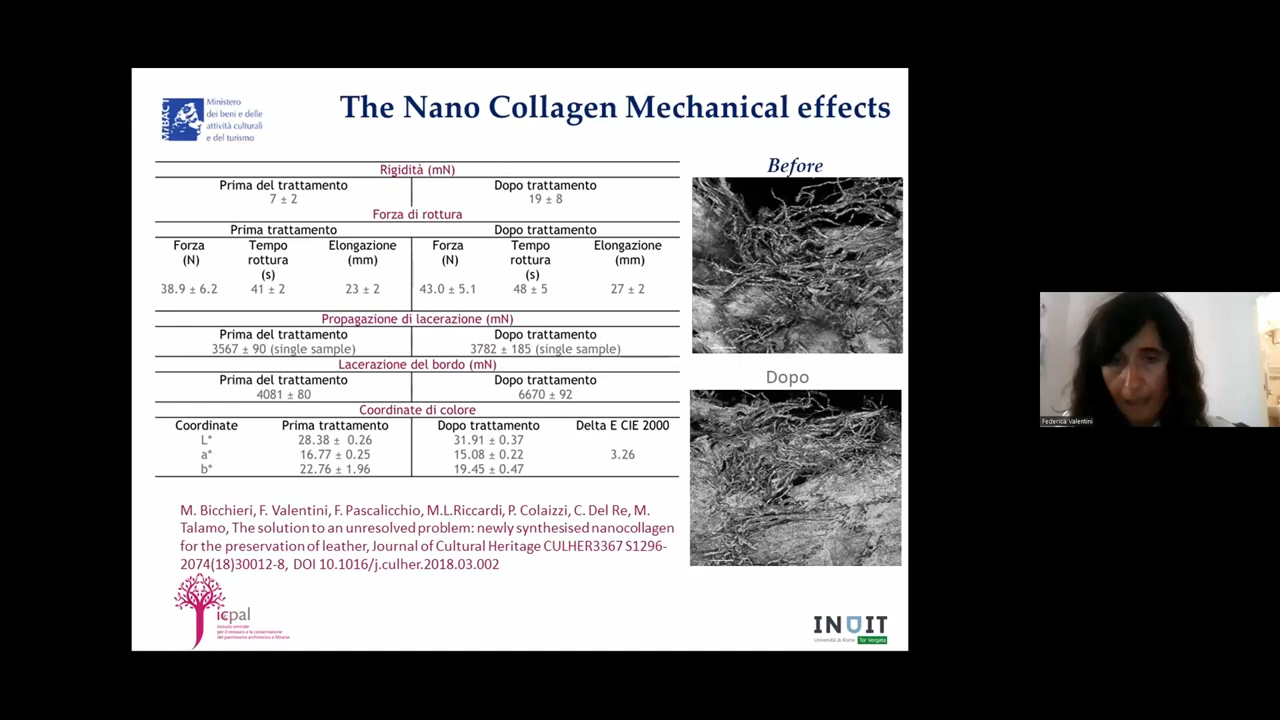 MiBACT
Ministero
dei beni e delle
attività culturali
e del turismo
The Nano Collagen Mechanical effects
Rigidità (mN)
Prima del trattamento Dopo trattamento
7 ± 2 19 ± 8
Forza di rottura
Prima trattamento Dopo trattamento
Forza (N) Tempo rottura (s) Elongazione (mm) Forza (N) Tempo rottura (s) Elongazione (mm)
38.9 ± 6.2 41 ± 2 23 ± 2 43.0 ± 5.1 48 ± 5 27 ± 2
Propagazione di lacerazione (mN)
Prima del trattamento Dopo trattamento
3567 ± 90 (single sample) 3782 ± 185 (single sample)
Lacerazione del bordo (mN)
Prima del trattamento Dopo trattamento
4081 ± 80 6670 ± 92
Coordinate di colore
Coordinate Prima trattamento Dopo trattamento Delta E CIE 2000
L* 28.38 ± 0.26 31.91 ± 0.37
a* 16.77 ± 0.25 15.08 ± 0.22 3.26
b* 22.76 ± 1.96 19.45 ± 0.47
Before
Dopo
M. Bicchieri, F. Valentini, F. Pascalicchio, M.L.Riccardi, P. Colaizzi, C. Del Re, M.
Talamo, The solution to an unresolved problem: newly synthesised nanocollagen
for the preservation of leather, Journal of Cultural Heritage CULHER3367 S1296-
2074(18)30012-8, DOI 10.1016/j.culher.2018.03.002
icpal
Istituto centrale
per il restauro e la conservazione
del patrimonio archivistico e librario
INUIT
Università di Roma Tor Vergata
Federica Valentini